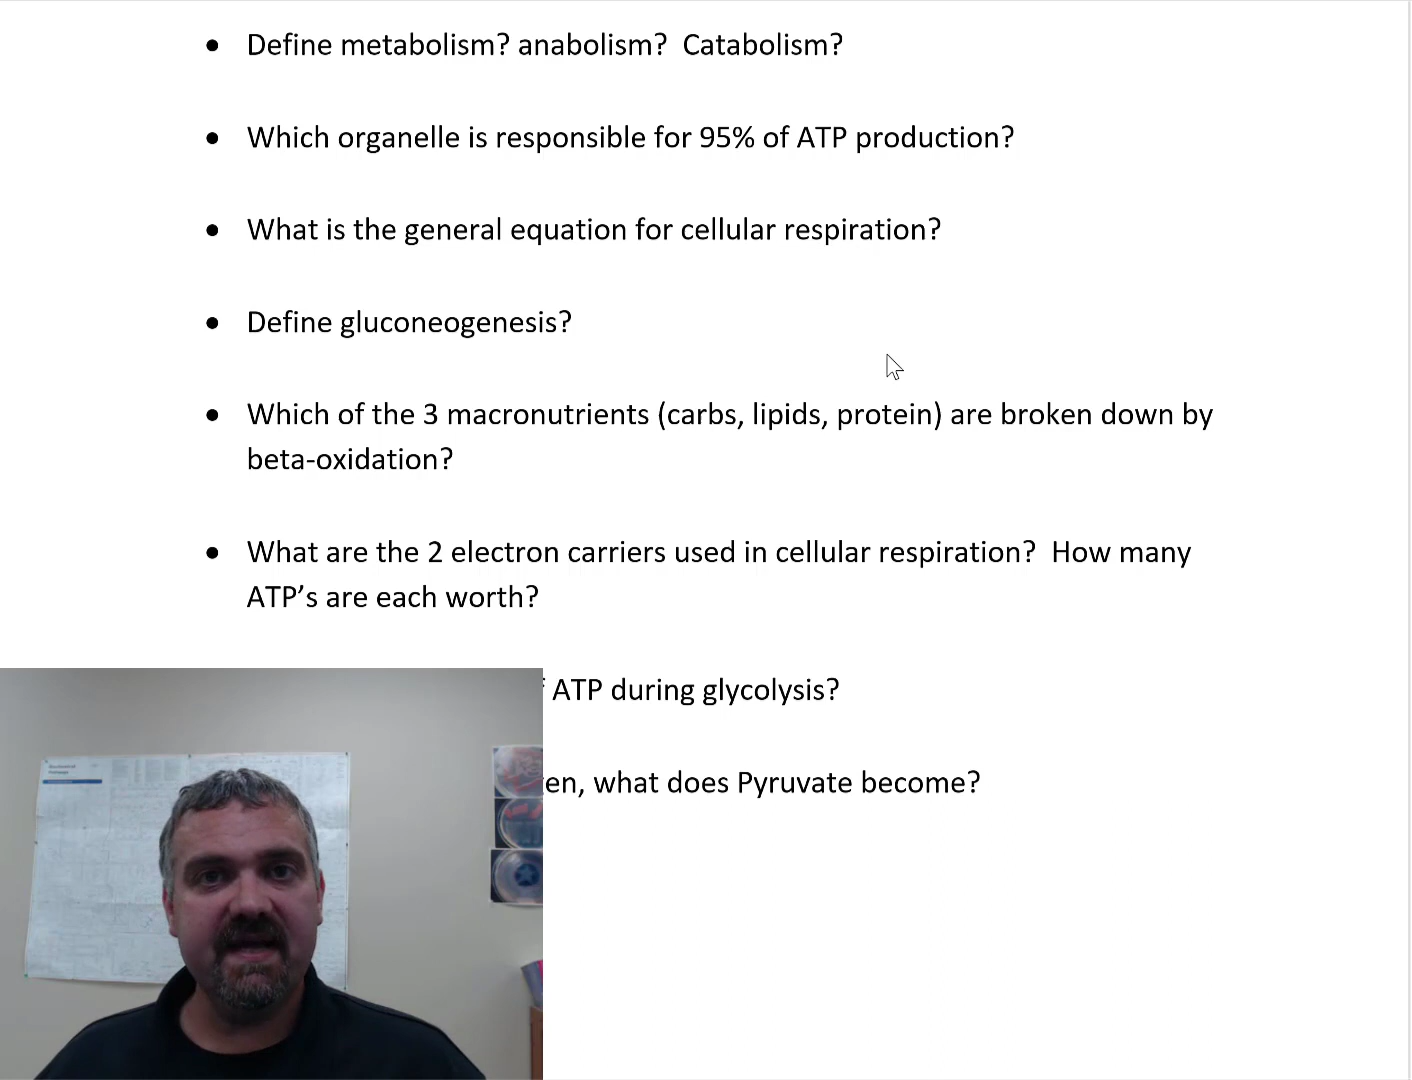 Define metabolism? anabolism? Catabolism?
Which organelle is responsible for 95% of ATP production?
What is the general equation for cellular respiration?
Define gluconeogenesis?
Which of the 3 macronutrients (carbs, lipids, protein) are broken down by
beta-oxidation?
What are the 2 electron carriers used in cellular respiration? How many
ATP’s are each worth?
ATP during glycolysis?
en, what does Pyruvate become?